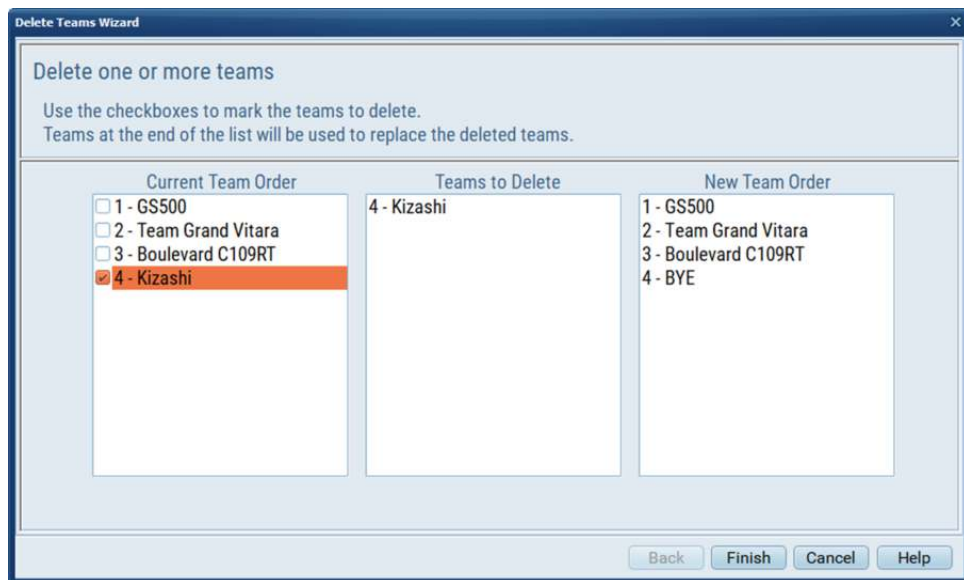 Delete Teams Wizard
Delete one or more teams
Use the checkboxes to mark the teams to delete.
Teams at the end of the list will be used to replace the deleted teams.
Current Team Order
1 - GS500
2 - Team Grand Vitara
3 - Boulevard C109RT
4 - Kizashi
Teams to Delete
4 - Kizashi
New Team Order
1 - GS500
2 - Team Grand Vitara
3 - Boulevard C109RT
4 - BYE
Back Finish Cancel Help